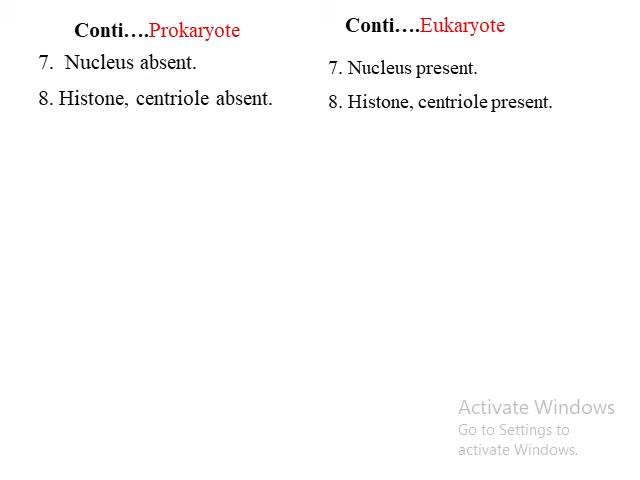 Conti….Prokaryote
7. Nucleus absent.
8. Histone, centriole absent.
Conti….Eukaryote
7. Nucleus present.
8. Histone, centriole present.
Activate Windows
Go to Settings to
activate Windows.